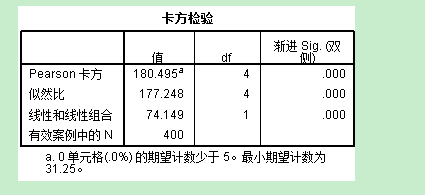 卡方检验
值 df 渐进 Sig. (双侧)
Pearson 卡方 180.495a 4 .000
似然比 177.248 4 .000
线性和线性组合 74.149 1 .000
有效案例中的 N 400
a. 0 单元格(.0%) 的期望计数少于 5。最小期望计数为
31.25。